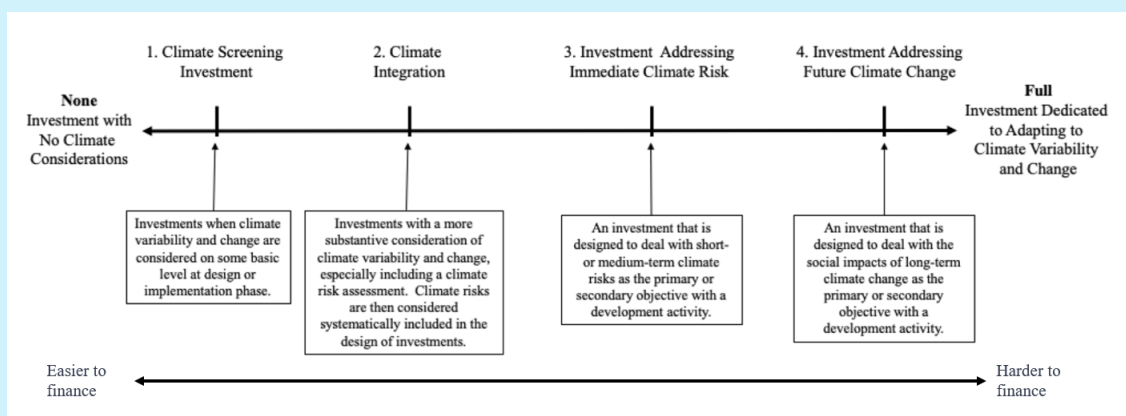 1. Climate Screening
Investment
2. Climate
Integration
3. Investment Addressing
Immediate Climate Risk
4. Investment Addressing
Future Climate Change
None
Investment with
No Climate
Considerations
Full
Investment Dedicated
to Adapting to
Climate Variability
and Change
Investments when climate
variability and change are
considered on some basic
level at design or
implementation phase.
Investments with a more
substantive consideration of
climate variability and change,
especially including a climate
risk assessment. Climate risks
are then considered
systematically included in the
design of investments.
An investment that is
designed to deal with short-
or medium-term climate
risks as the primary or
secondary objective with a
development activity.
An investment that is
designed to deal with the
social impacts of long-term
climate change as the
primary or secondary
objective with a
development activity.
Easier to
finance
Harder to
finance